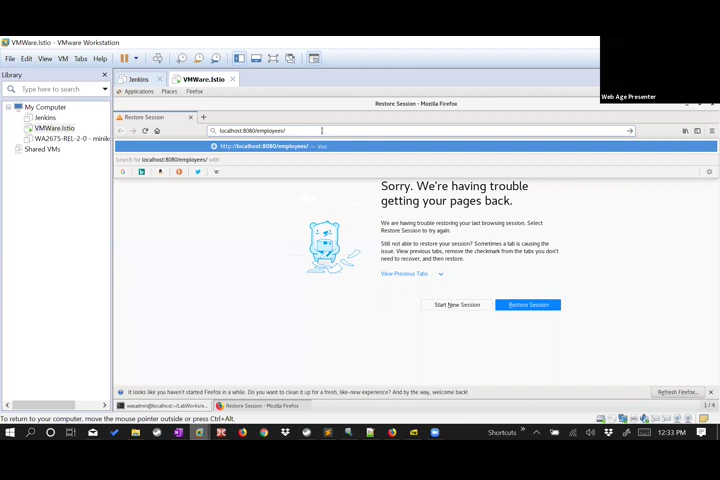 VMWare.Istio - VMware Workstation
File Edit View VM Tabs Help
Library
Type here to search
My Computer
Jenkins
VMWare.Istio
WA2675-REL-2-0 - minik
Shared VMs
Jenkins
VMWare.Istio
Applications Places Firefox
Restore Session - Mozilla Firefox
Web Age Presenter
Restore Session
localhost:8080/employees/
http://localhost:8080/employees/ — Visit
Search for localhost:8080/employees/ with
Sorry. We're having trouble
getting your pages back.
We are having trouble restoring your last browsing session. Select
Restore Session to try again.
Still not able to restore your session? Sometimes a tab is causing the
issue. View previous tabs, remove the checkmark from the tabs you don't
need to recover, and then restore.
View Previous Tabs
Start New Session
Restore Session
It looks like you haven't started Firefox in a while. Do you want to clean it up for a fresh, like-new experience? And by the way, welcome back!
Refresh Firefox...
wasadmin@localhost:~/LabWorks/e...
Restore Session - Mozilla Firefox
1 / 4
To return to your computer, move the mouse pointer outside or press Ctrl+Alt.
Shortcuts
12:33 PM